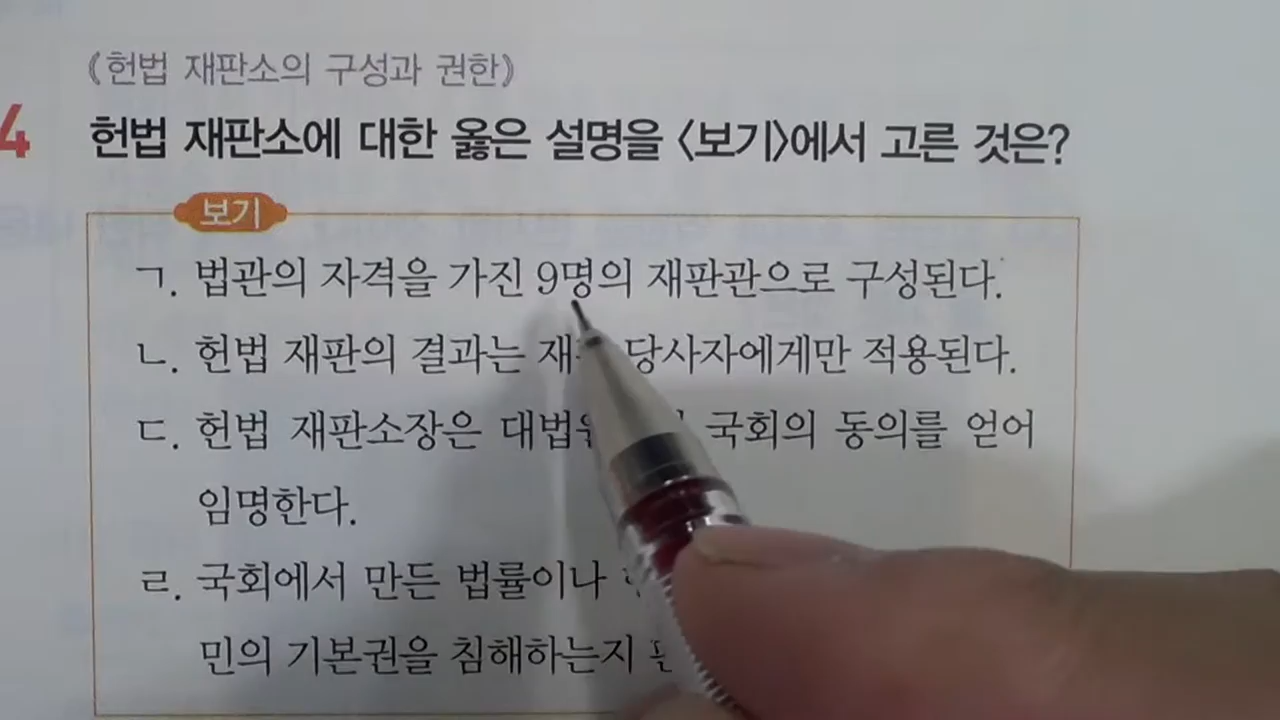 《헌법 재판소의 구성과 권한》
4 헌법 재판소에 대한 옳은 설명을 〈보기〉에서 고른 것은?
보기
ㄱ. 법관의 자격을 가진 9명의 재판관으로 구성된다.
ㄴ. 헌법 재판의 결과는 당사자에게만 적용된다.
ㄷ. 헌법 재판소장은 국회의 동의를 얻어
임명한다.
ㄹ. 국회에서 만든 법률이나
민의 기본권을 침해하는지